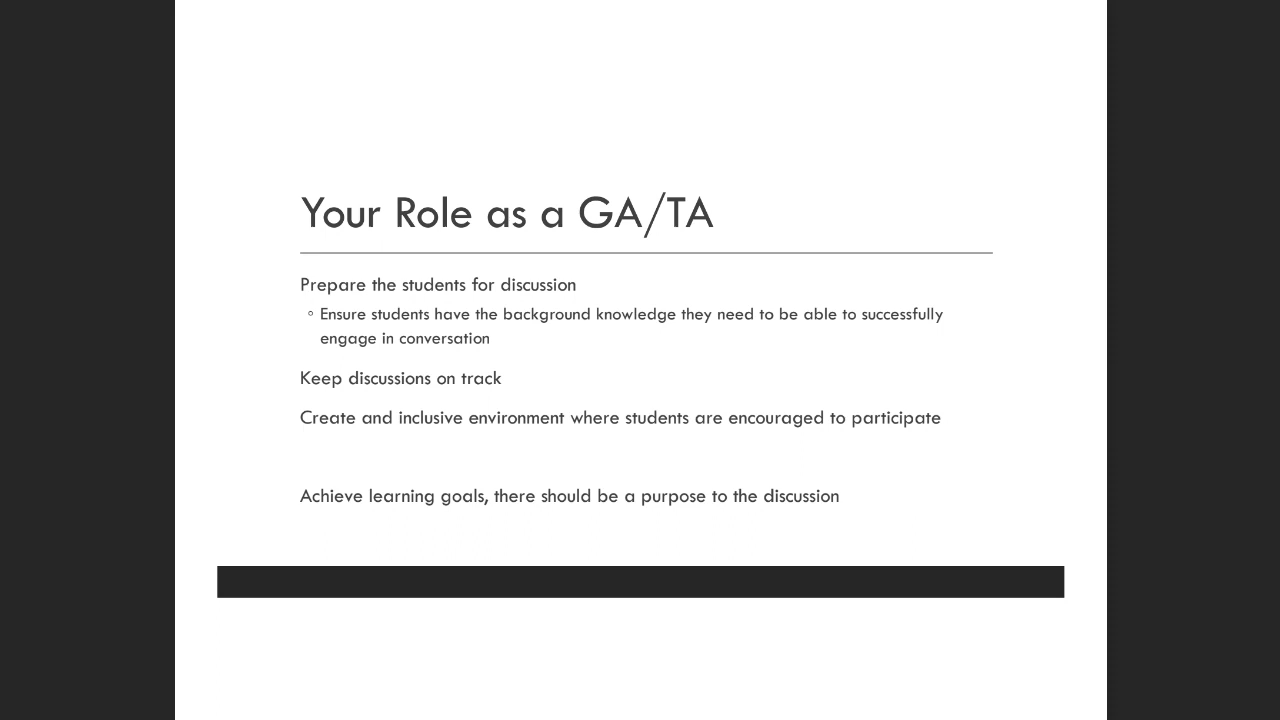 Your Role as a GA/TA
Prepare the students for discussion
◦ Ensure students have the background knowledge they need to be able to successfully
engage in conversation
Keep discussions on track
Create and inclusive environment where students are encouraged to participate
Achieve learning goals, there should be a purpose to the discussion